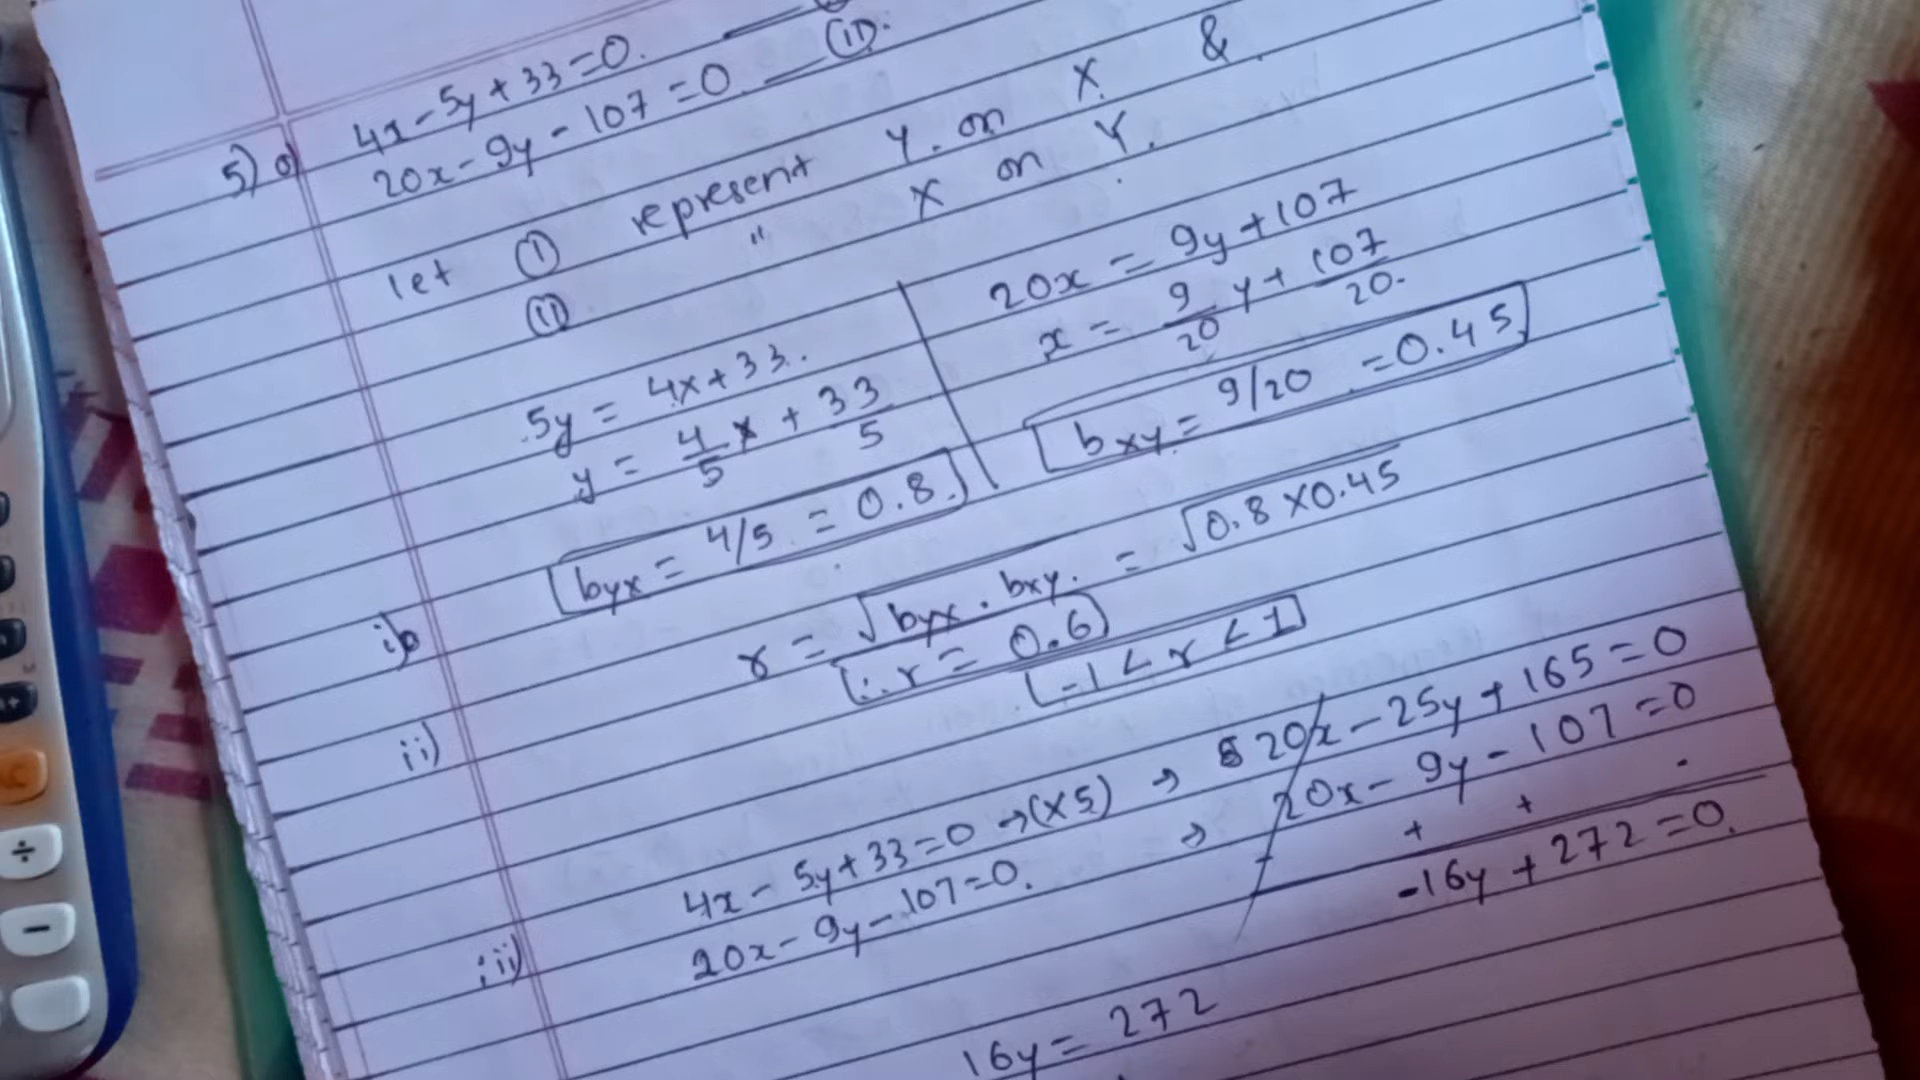 5) a) 4x - 5y + 33 = 0. —
20x - 9y - 107 = 0 — (ii).
let (i) represent Y. on X. &
(ii) " X on Y.
5y = 4x + 33.
y = 4/5 x + 33/5
byx = 4/5 = 0.8.
20x = 9y + 107
x = 9/20 y + 107/20.
bxy = 9/20 = 0.45
i)
r = √byx . bxy. = √0.8 × 0.45
∴ r = 0.6
-1 < r < 1
ii)
4x - 5y + 33 = 0 → (×5) → 20x - 25y + 165 = 0
20x - 9y - 107 = 0. → 20x - 9y - 107 = 0
- + +
-16y + 272 = 0.
iii)
16y = 272